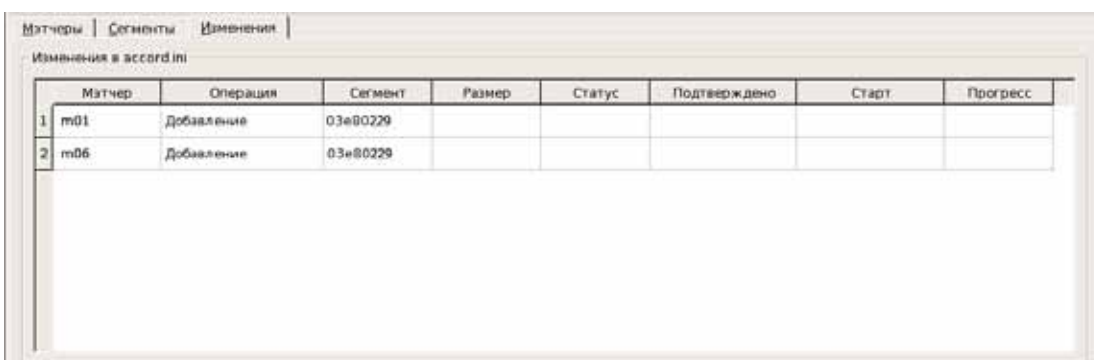 Мэтчеры Сегменты Изменения
Изменения в accord.ini
Мэтчер Операция Сегмент Размер Статус Подтверждено Старт Прогресс
1 m01 Добавление 03e80229
2 m06 Добавление 03e80229